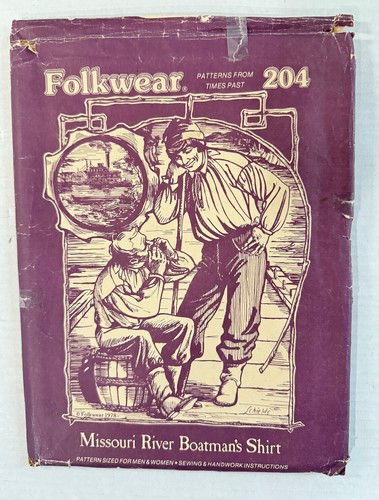 Folkwear®
PATTERNS FROM
TIMES PAST
204
© Folkwear 1978
Missouri River Boatman's Shirt
PATTERN SIZED FOR MEN & WOMEN • SEWING & HANDWORK INSTRUCTIONS